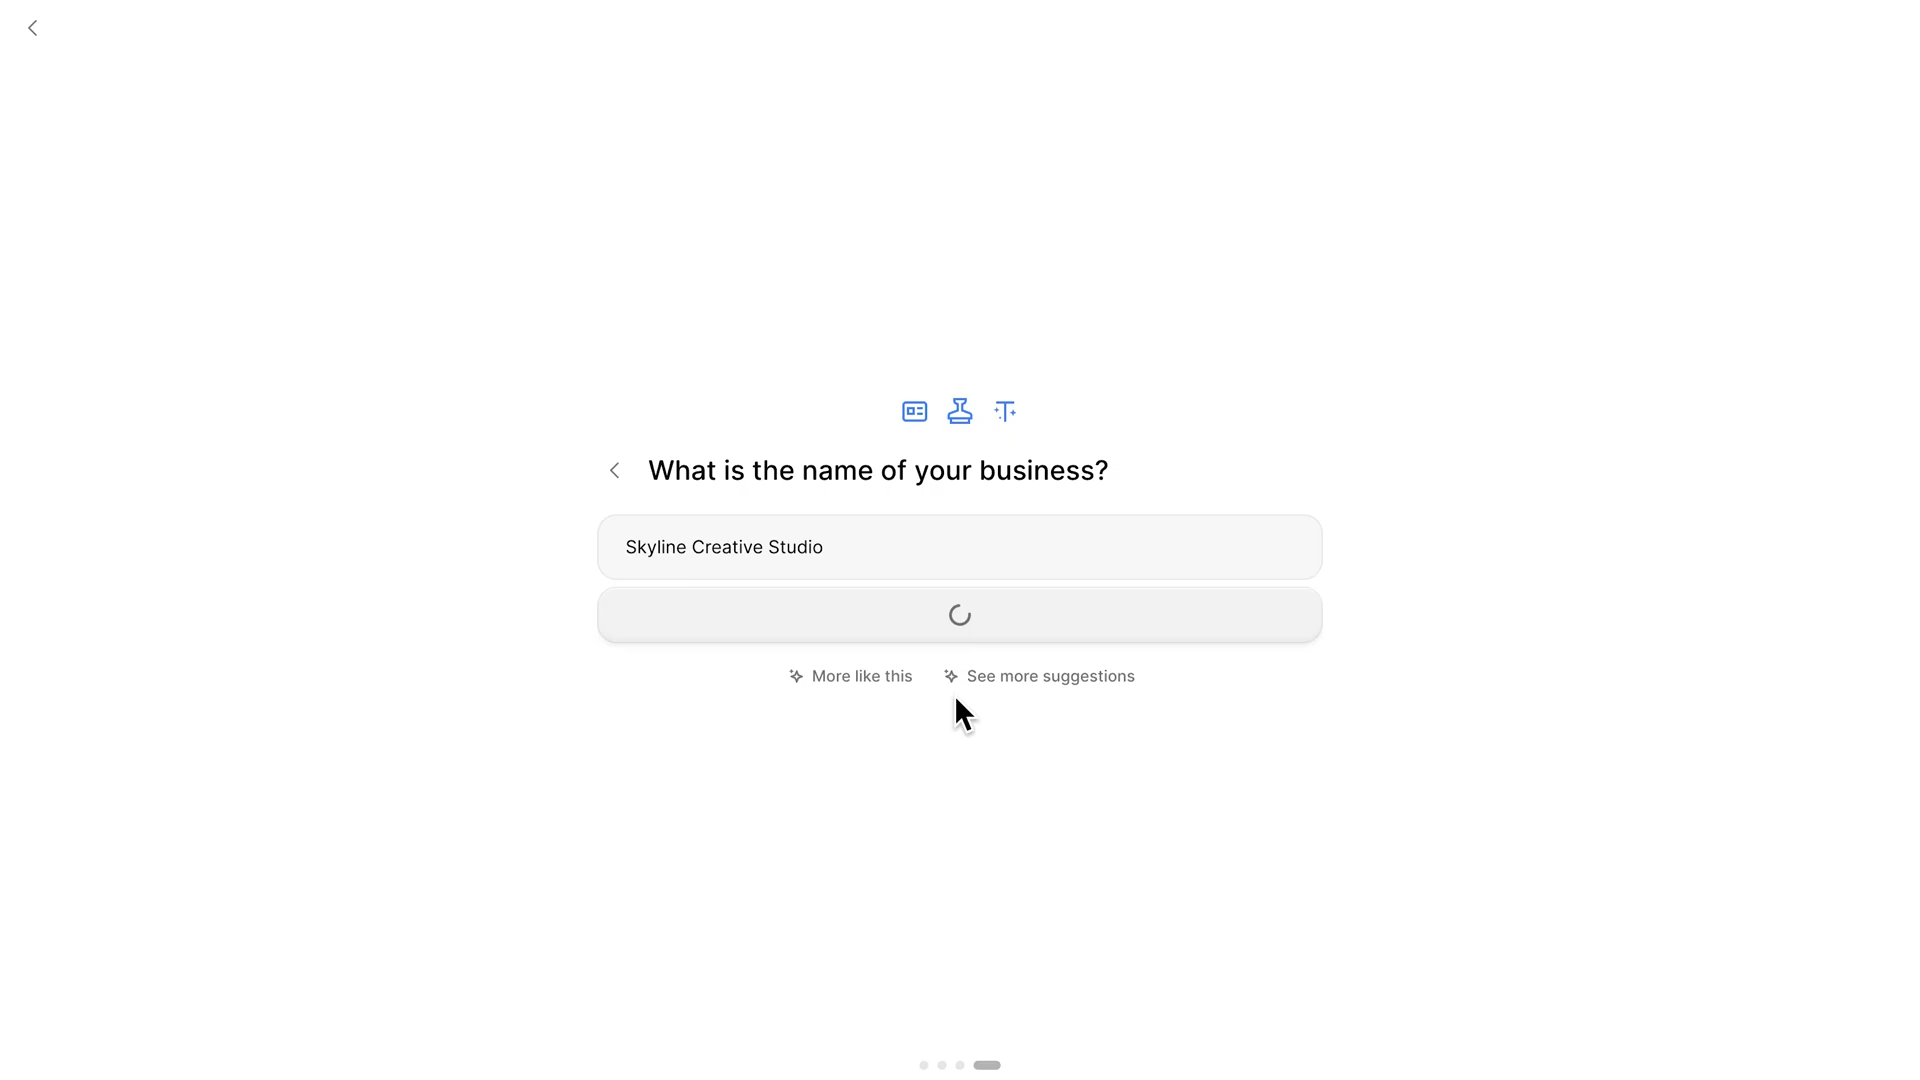 What is the name of your business?
Skyline Creative Studio
More like this
See more suggestions